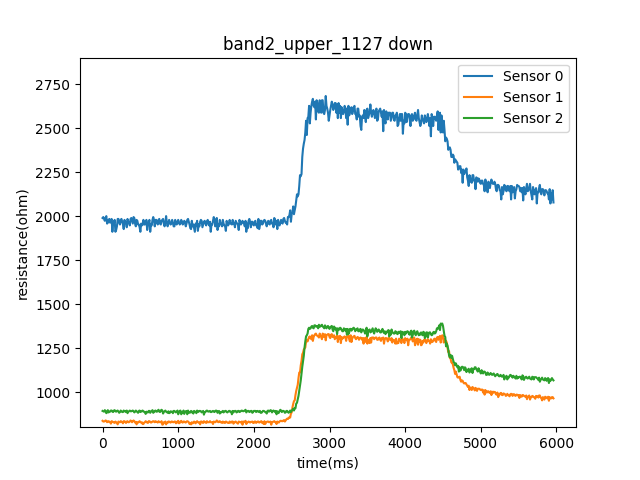 band2_upper_1127 down
Sensor 0
Sensor 1
Sensor 2
resistance(ohm)
2750
2500
2250
2000
1750
1500
1250
1000
0 1000 2000 3000 4000 5000 6000
time(ms)